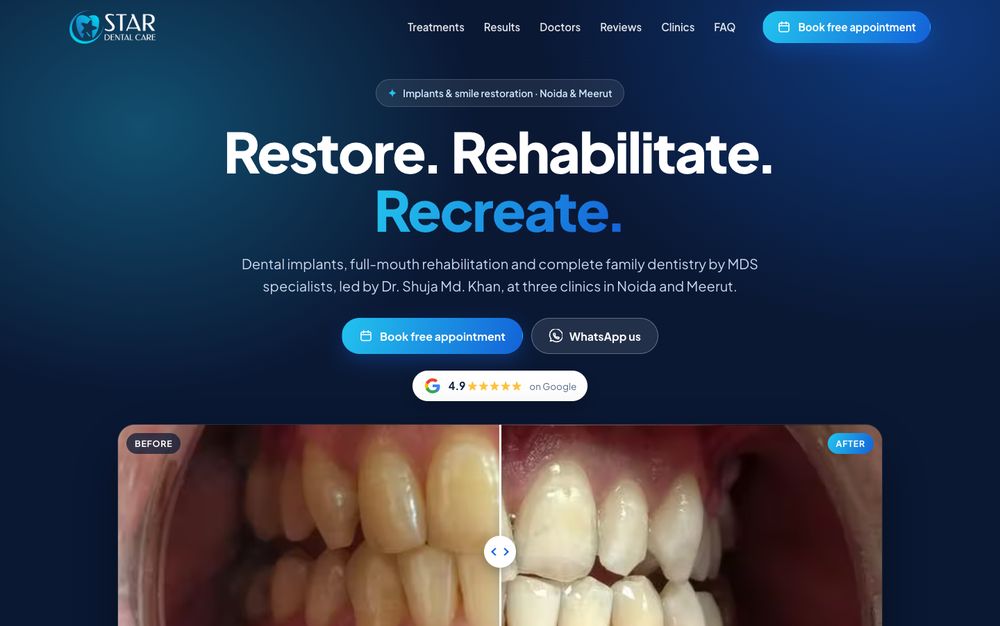 STAR
DENTAL CARE
Treatments Results Doctors Reviews Clinics FAQ Book free appointment
Implants & smile restoration · Noida & Meerut
Restore. Rehabilitate.
Recreate.
Dental implants, full-mouth rehabilitation and complete family dentistry by MDS
specialists, led by Dr. Shuja Md. Khan, at three clinics in Noida and Meerut.
Book free appointment WhatsApp us
4.9 ★★★★★ on Google
BEFORE AFTER